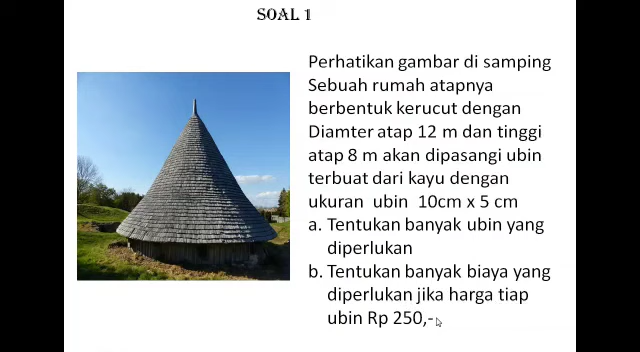 SOAL 1
Perhatikan gambar di samping
Sebuah rumah atapnya
berbentuk kerucut dengan
Diamter atap 12 m dan tinggi
atap 8 m akan dipasangi ubin
terbuat dari kayu dengan
ukuran ubin 10cm x 5 cm
a. Tentukan banyak ubin yang
diperlukan
b. Tentukan banyak biaya yang
diperlukan jika harga tiap
ubin Rp 250,-